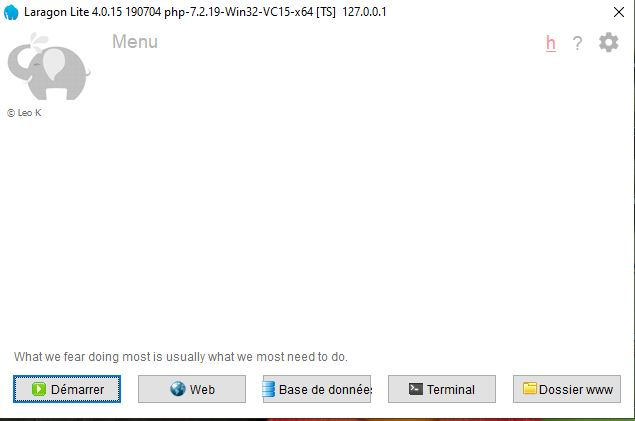 Laragon Lite 4.0.15 190704 php-7.2.19-Win32-VC15-x64 [TS] 127.0.0.1
Menu
h ?
© Leo K
What we fear doing most is usually what we most need to do.
Démarrer Web Base de données Terminal Dossier www